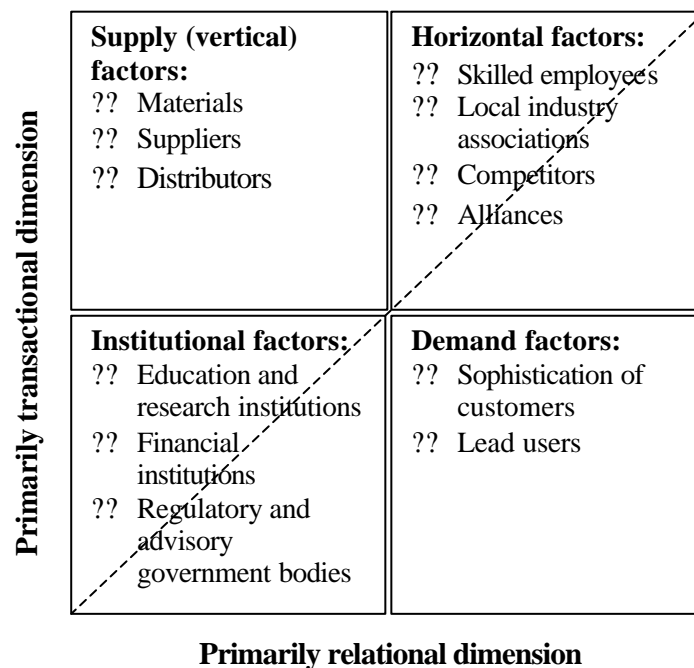 Supply (vertical)
factors:
?? Materials
?? Suppliers
?? Distributors
Horizontal factors:
?? Skilled employees
?? Local industry
associations
?? Competitors
?? Alliances
Institutional factors:
?? Education and
research institutions
?? Financial
institutions
?? Regulatory and
advisory
government bodies
Demand factors:
?? Sophistication of
customers
?? Lead users
Primarily transactional dimension
Primarily relational dimension